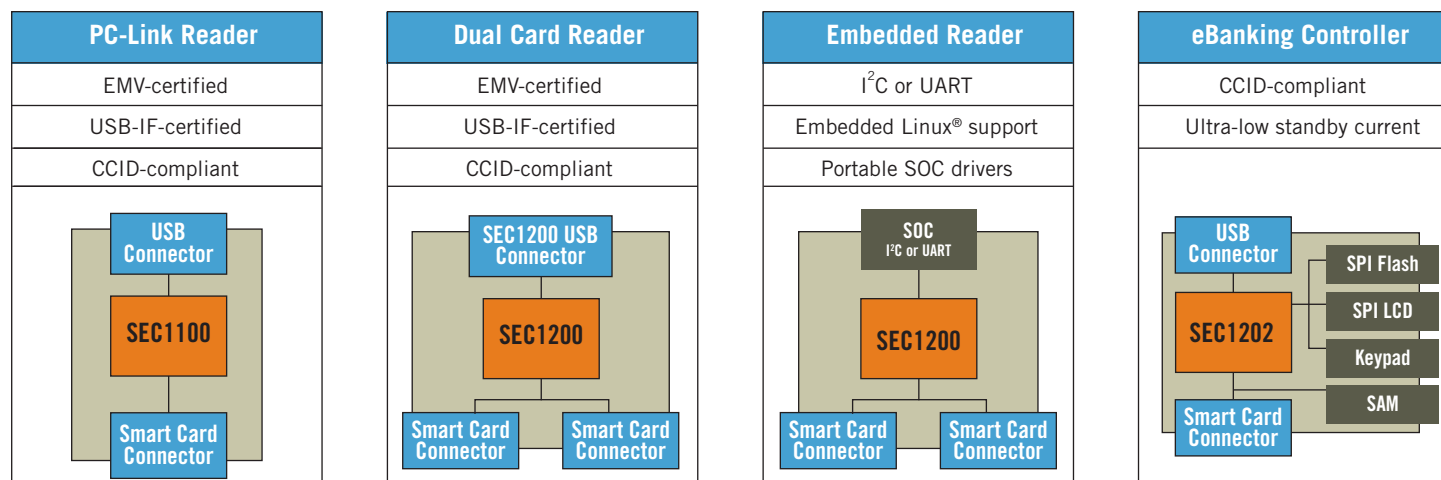 PC-Link Reader
EMV-certified
USB-IF-certified
CCID-compliant
USB
Connector
SEC1100
Smart Card
Connector
Dual Card Reader
EMV-certified
USB-IF-certified
CCID-compliant
SEC1200 USB
Connector
SEC1200
Smart Card
Connector
Smart Card
Connector
Embedded Reader
I²C or UART
Embedded Linux® support
Portable SOC drivers
SOC
I²C or UART
SEC1200
Smart Card
Connector
Smart Card
Connector
eBanking Controller
CCID-compliant
Ultra-low standby current
USB
Connector
SPI Flash
SPI LCD
SEC1202
Keypad
SAM
Smart Card
Connector